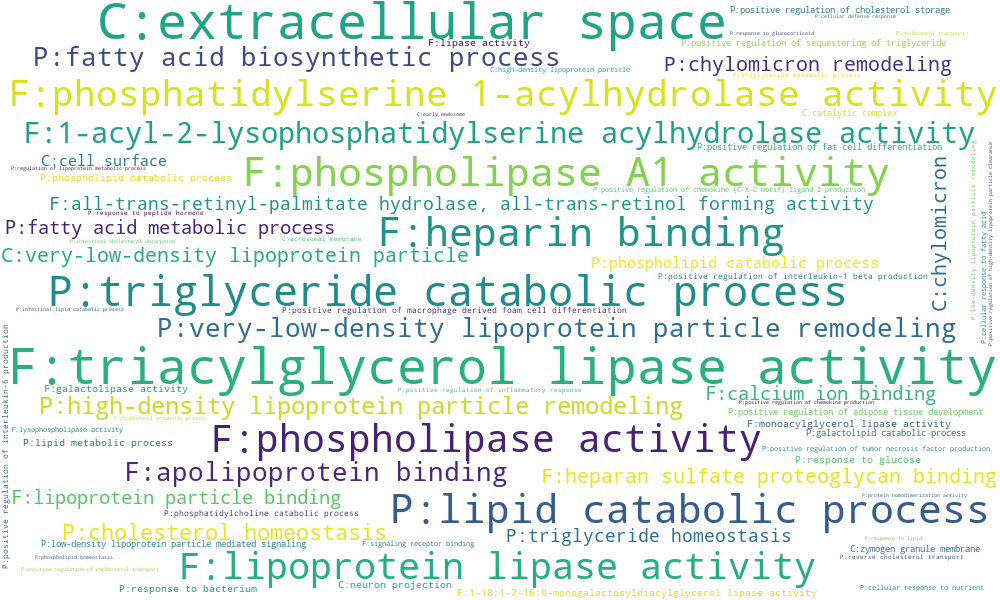 C:extracellular space
P:positive regulation of cholesterol storage
P:cellular defense response
P:response to glucocorticoid
P:cholesterol transport
F:lipase activity
P:positive regulation of sequestering of triglyceride
P:fatty acid biosynthetic process
P:chylomicron remodeling
C:high-density lipoprotein particle
P:triglyceride metabolic process
F:phosphatidylserine 1-acylhydrolase activity
C:early endosome
C:catalytic complex
F:1-acyl-2-lysophosphatidylserine acylhydrolase activity
P:positive regulation of fat cell differentiation
C:cell surface
P:regulation of lipoprotein metabolic process
P:phospholipid metabolic process
F:phospholipase A1 activity
P:positive regulation of chemokine (C-X-C motif) ligand 2 production
F:all-trans-retinyl-palmitate hydrolase, all-trans-retinol forming activity
P:response to peptide hormone
P:fatty acid metabolic process
F:heparin binding
P:intestinal cholesterol absorption
C:acrosomal membrane
C:very-low-density lipoprotein particle
P:phospholipid catabolic process
C:chylomicron
P:low-density lipoprotein particle remodeling
P:cellular response to fatty acid
P:positive regulation of high-density lipoprotein particle clearance
P:positive regulation of interleukin-1 beta production
P:triglyceride catabolic process
P:intestinal lipid catabolic process
P:positive regulation of macrophage derived foam cell differentiation
P:very-low-density lipoprotein particle remodeling
P:positive regulation of interleukin-6 production
F:triacylglycerol lipase activity
F:galactolipase activity
P:positive regulation of inflammatory response
F:calcium ion binding
P:positive regulation of chemokine production
P:high-density lipoprotein particle remodeling
P:positive regulation of adipose tissue development
P:cholesterol metabolic process
F:monoacylglycerol lipase activity
F:lysophospholipase activity
P:galactolipid catabolic process
P:lipid metabolic process
F:phospholipase activity
P:positive regulation of tumor necrosis factor production
P:response to glucose
F:apolipoprotein binding
F:heparan sulfate proteoglycan binding
F:lipoprotein particle binding
F:protein homodimerization activity
P:phosphatidylcholine catabolic process
P:lipid catabolic process
P:cholesterol homeostasis
P:triglyceride homeostasis
P:response to lipid
P:low-density lipoprotein particle mediated signaling
F:signaling receptor binding
C:zymogen granule membrane
P:phospholipid homeostasis
P:reverse cholesterol transport
F:lipoprotein lipase activity
P:positive regulation of cholesterol transport
C:neuron projection
P:response to bacterium
P:cellular response to nutrient
F:1-18:1-2-16:0-monogalactosyldiacylglycerol lipase activity